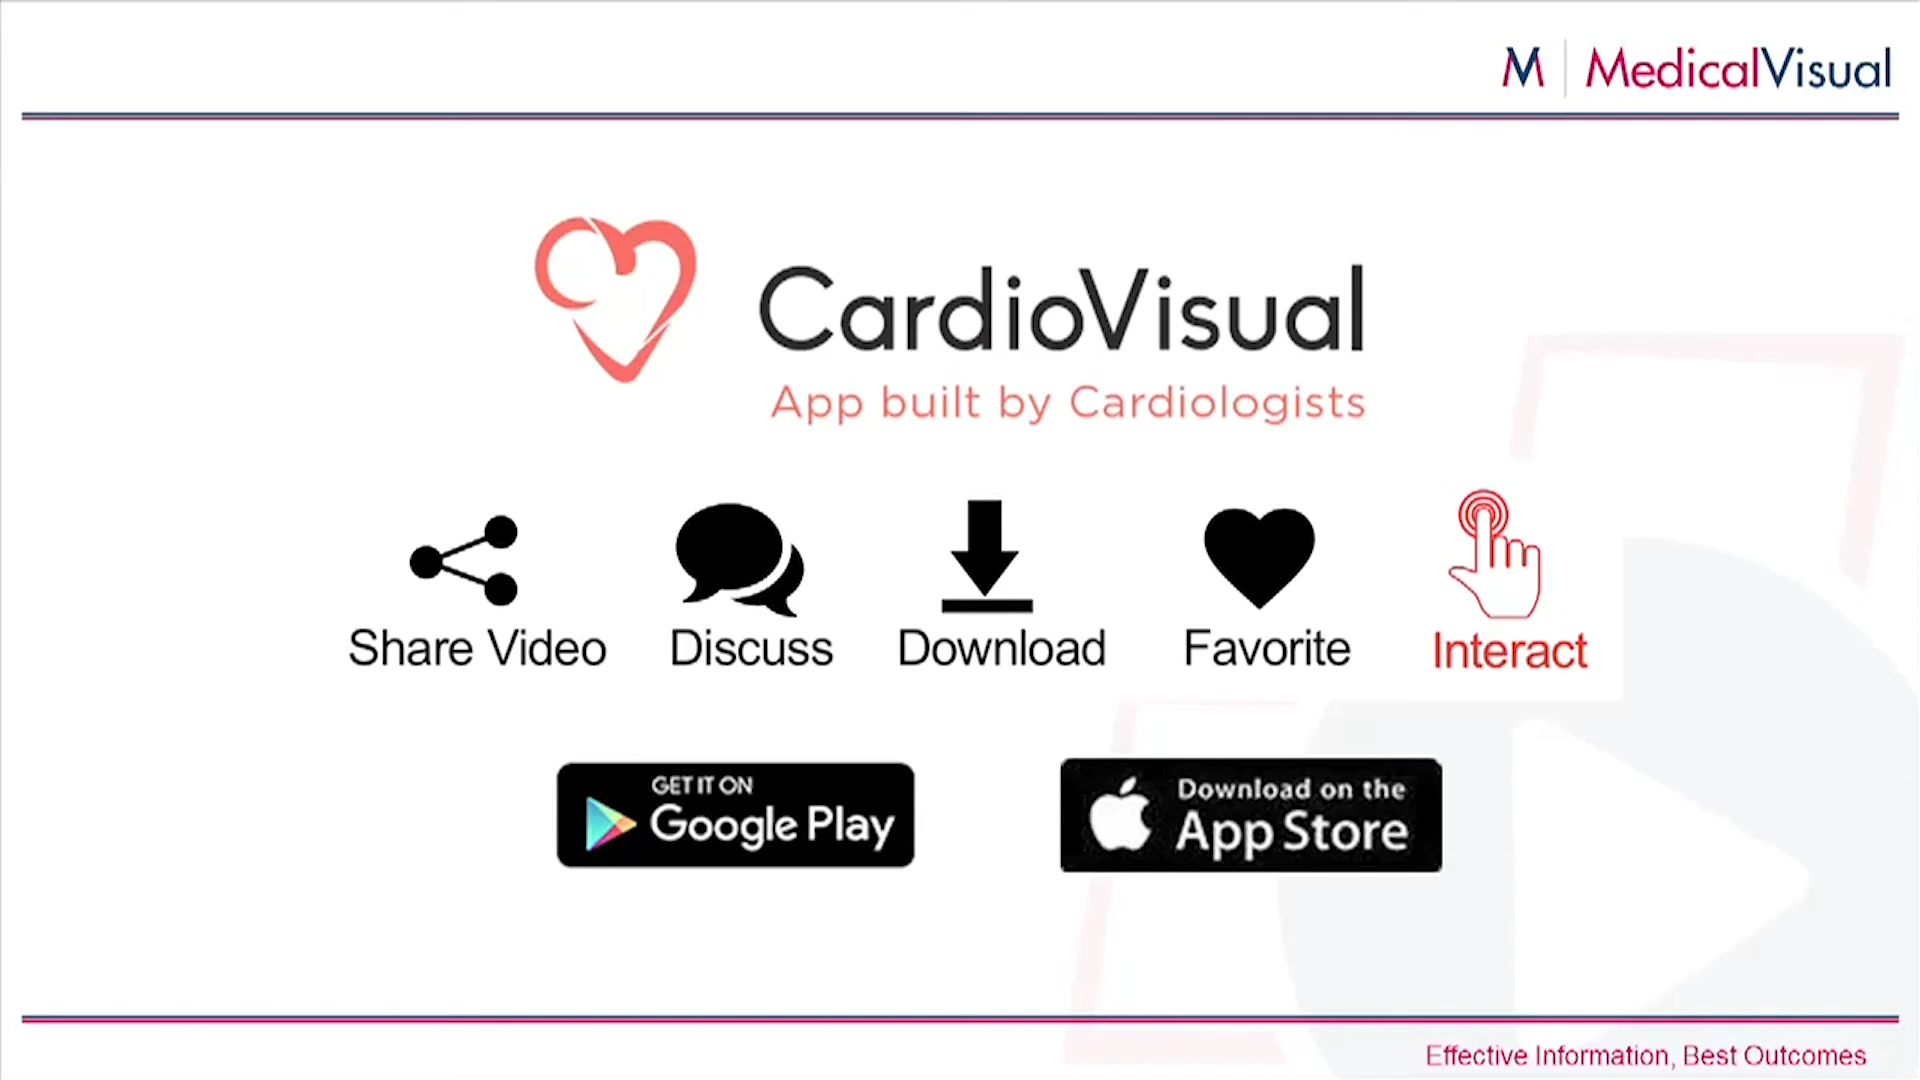 M | MedicalVisual
CardioVisual
App built by Cardiologists
Share Video
Discuss
Download
Favorite
Interact
GET IT ON
Google Play
Download on the
App Store
Effective Information, Best Outcomes